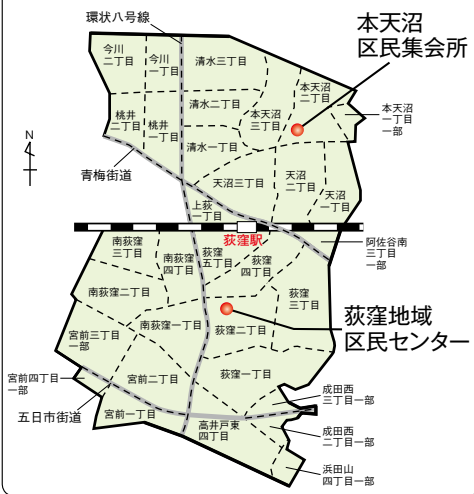 環状八号線
本天沼
区民集会所
今川
二丁目
今川
一丁目
清水三丁目
本天沼
二丁目
清水二丁目
本天沼
三丁目
本天沼
一丁目
一部
桃井
二丁目
桃井
一丁目
清水一丁目
N
青梅街道
天沼三丁目
天沼
二丁目
天沼
一丁目
上荻
一丁目
荻窪駅
南荻窪
三丁目
南荻窪
四丁目
荻窪
五丁目
荻窪
四丁目
阿佐谷南
三丁目
一部
南荻窪二丁目
荻窪
三丁目
南荻窪一丁目
荻窪二丁目
荻窪地域
区民センター
宮前三丁目
一部
宮前四丁目
一部
宮前二丁目
荻窪一丁目
五日市街道
宮前一丁目
高井戸東
四丁目
成田西
三丁目一部
成田西
二丁目一部
浜田山
四丁目一部